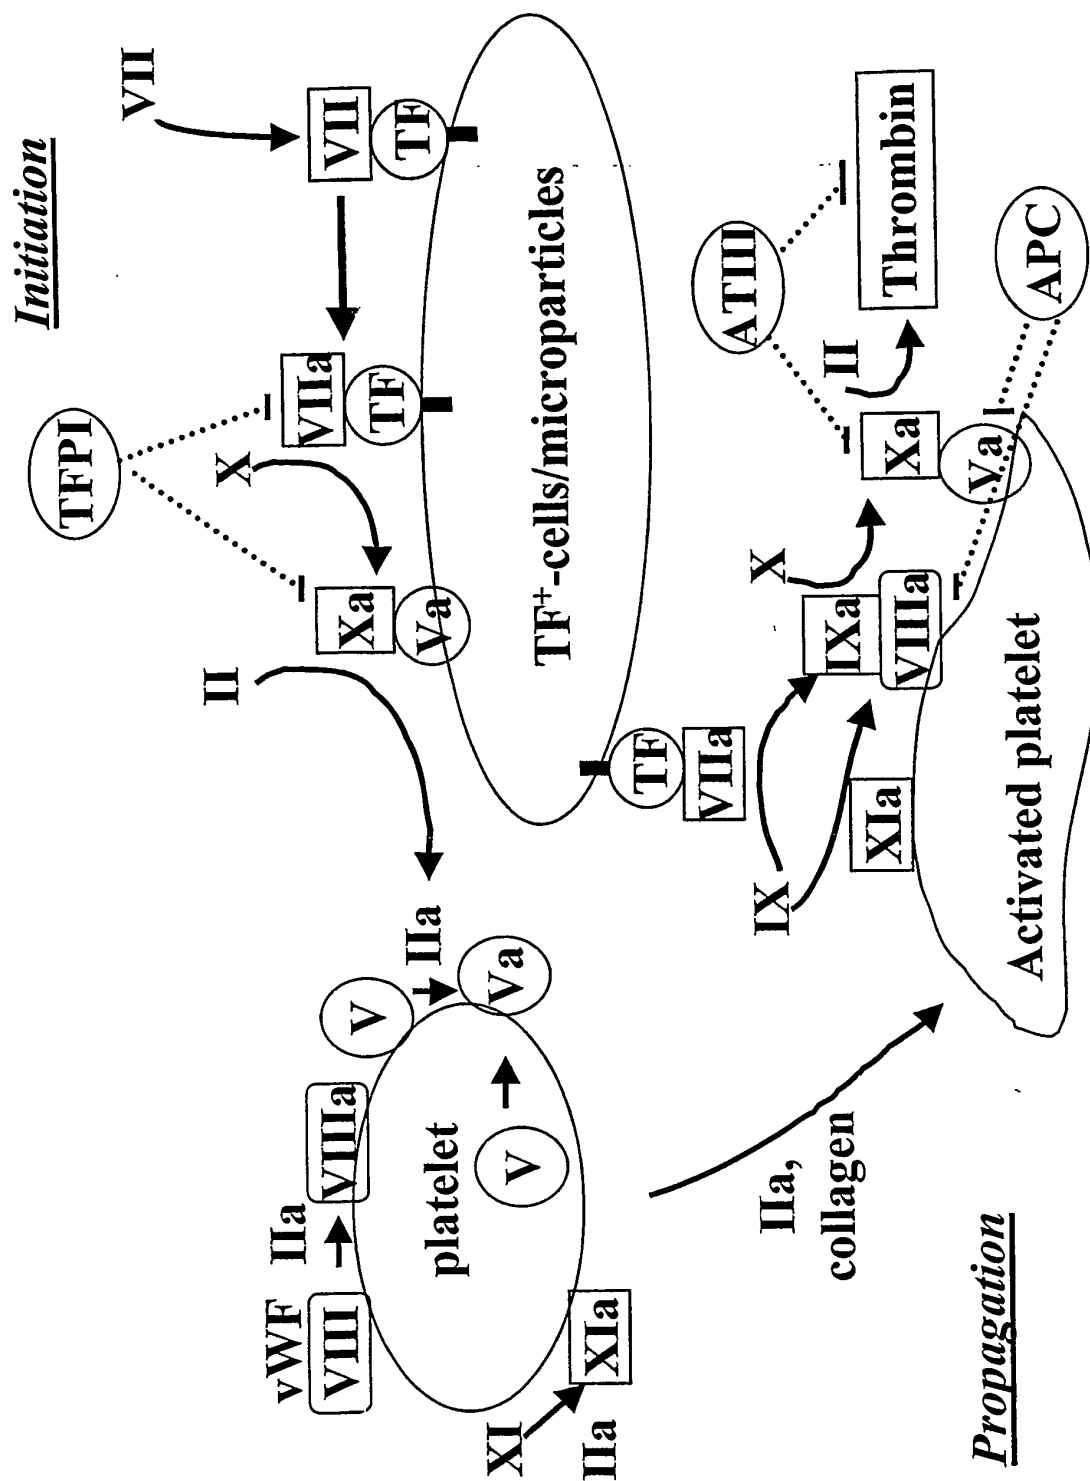 Initiation
VII
VII
TF
TFPI
VIIa
TF
X
Xa
Va
II
TF⁺-cells/microparticles
TF
VIIa
vWF
VIII
IIa
VIIIa
V
IIa
Va
platelet
V
XI
XIa
IIa
IIa,
collagen
IX
XIa
IXa
VIIIa
X
Xa
Va
II
Thrombin
ATIII
APC
Activated platelet
Propagation